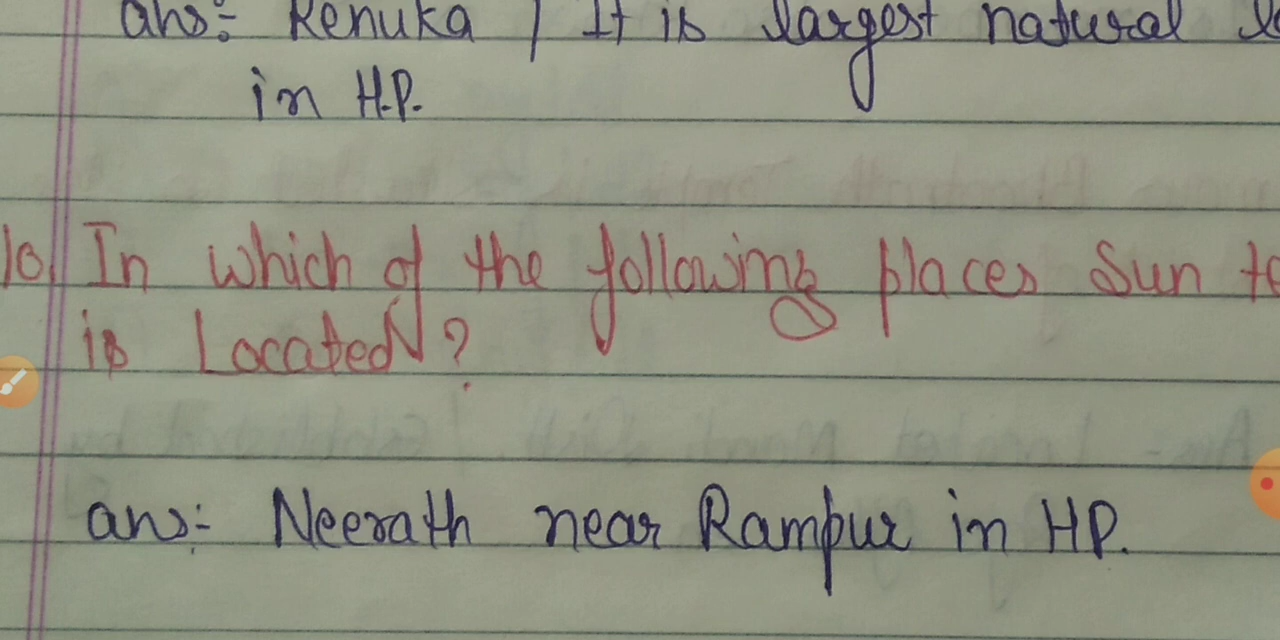 ans:- Renuka / It is largest natural
in H.P.
10) In which of the following places Sun
is Located?
ans:- Neerath near Rampur in HP.